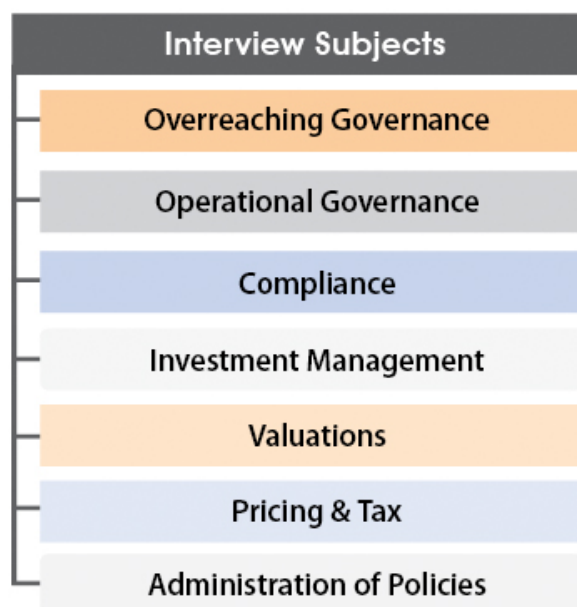 Interview Subjects
Overreaching Governance
Operational Governance
Compliance
Investment Management
Valuations
Pricing & Tax
Administration of Policies